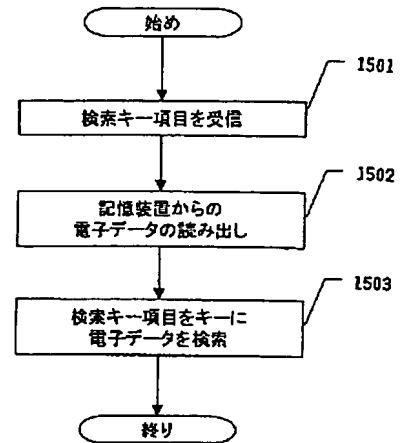 始め
1501
検索キー項目を受信
1502
記憶装置からの
電子データの読み出し
1503
検索キー項目をキーに
電子データを検索
終り